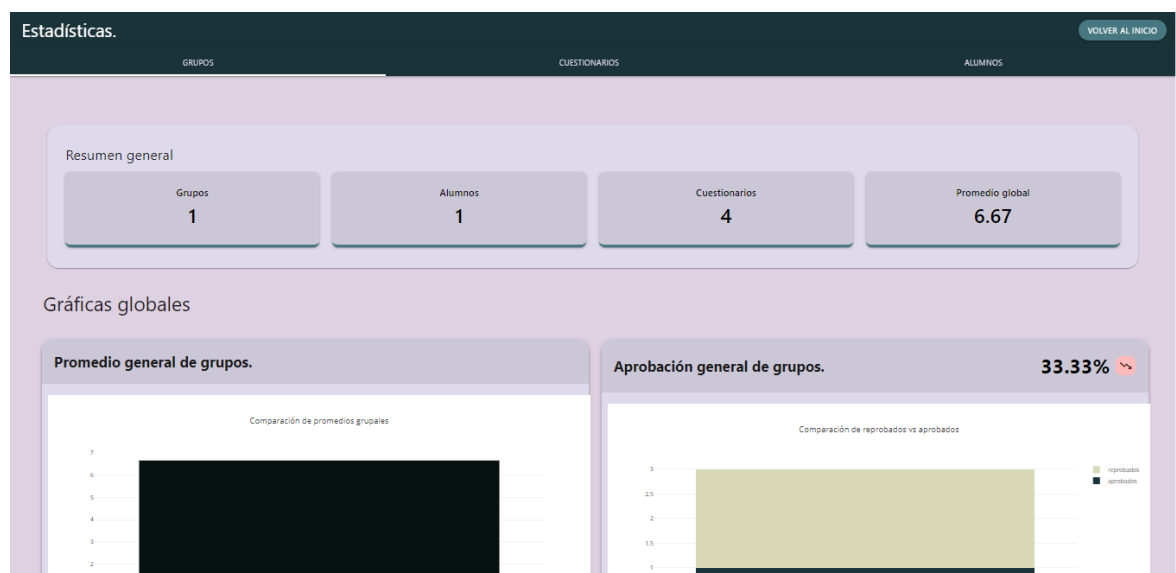 Estadísticas.
VOLVER AL INICIO
GRUPOS
CUESTIONARIOS
ALUMNOS
Resumen general
Grupos
1
Alumnos
1
Cuestionarios
4
Promedio global
6.67
Gráficas globales
Promedio general de grupos.
Comparación de promedios grupales
7
6
5
4
3
2
Aprobación general de grupos.
33.33%
Comparación de reprobados vs aprobados
3
2.5
2
1.5
1
reprobados
aprobados